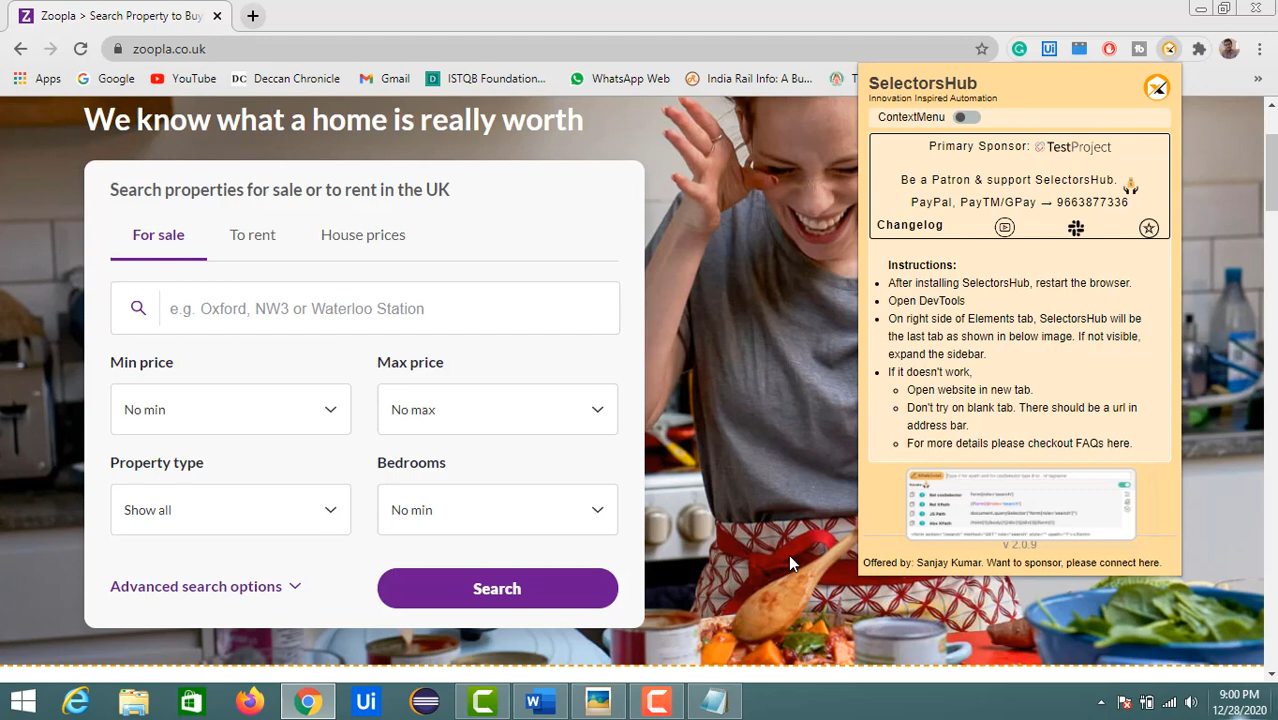 Zoopla > Search Property to Buy
zoopla.co.uk
Apps
Google
YouTube
DC Deccan Chronicle
Gmail
ISTQB Foundation...
WhatsApp Web
India Rail Info: A Bu...
We know what a home is really worth
Search properties for sale or to rent in the UK
For sale
To rent
House prices
e.g. Oxford, NW3 or Waterloo Station
Min price
Max price
No min
No max
Property type
Bedrooms
Show all
No min
Advanced search options
Search
SelectorsHub
Innovation Inspired Automation
ContextMenu
Primary Sponsor: TestProject
Be a Patron & support SelectorsHub.
PayPal, PayTM/GPay → 9663877336
Changelog
Instructions:
After installing SelectorsHub, restart the browser.
Open DevTools
On right side of Elements tab, SelectorsHub will be
the last tab as shown in below image. If not visible,
expand the sidebar.
If it doesn't work,
Open website in new tab.
Don't try on blank tab. There should be a url in
address bar.
For more details please checkout FAQs here.
v 2.0.9
Offered by: Sanjay Kumar. Want to sponsor, please connect here.
Ui
9:00 PM
12/28/2020